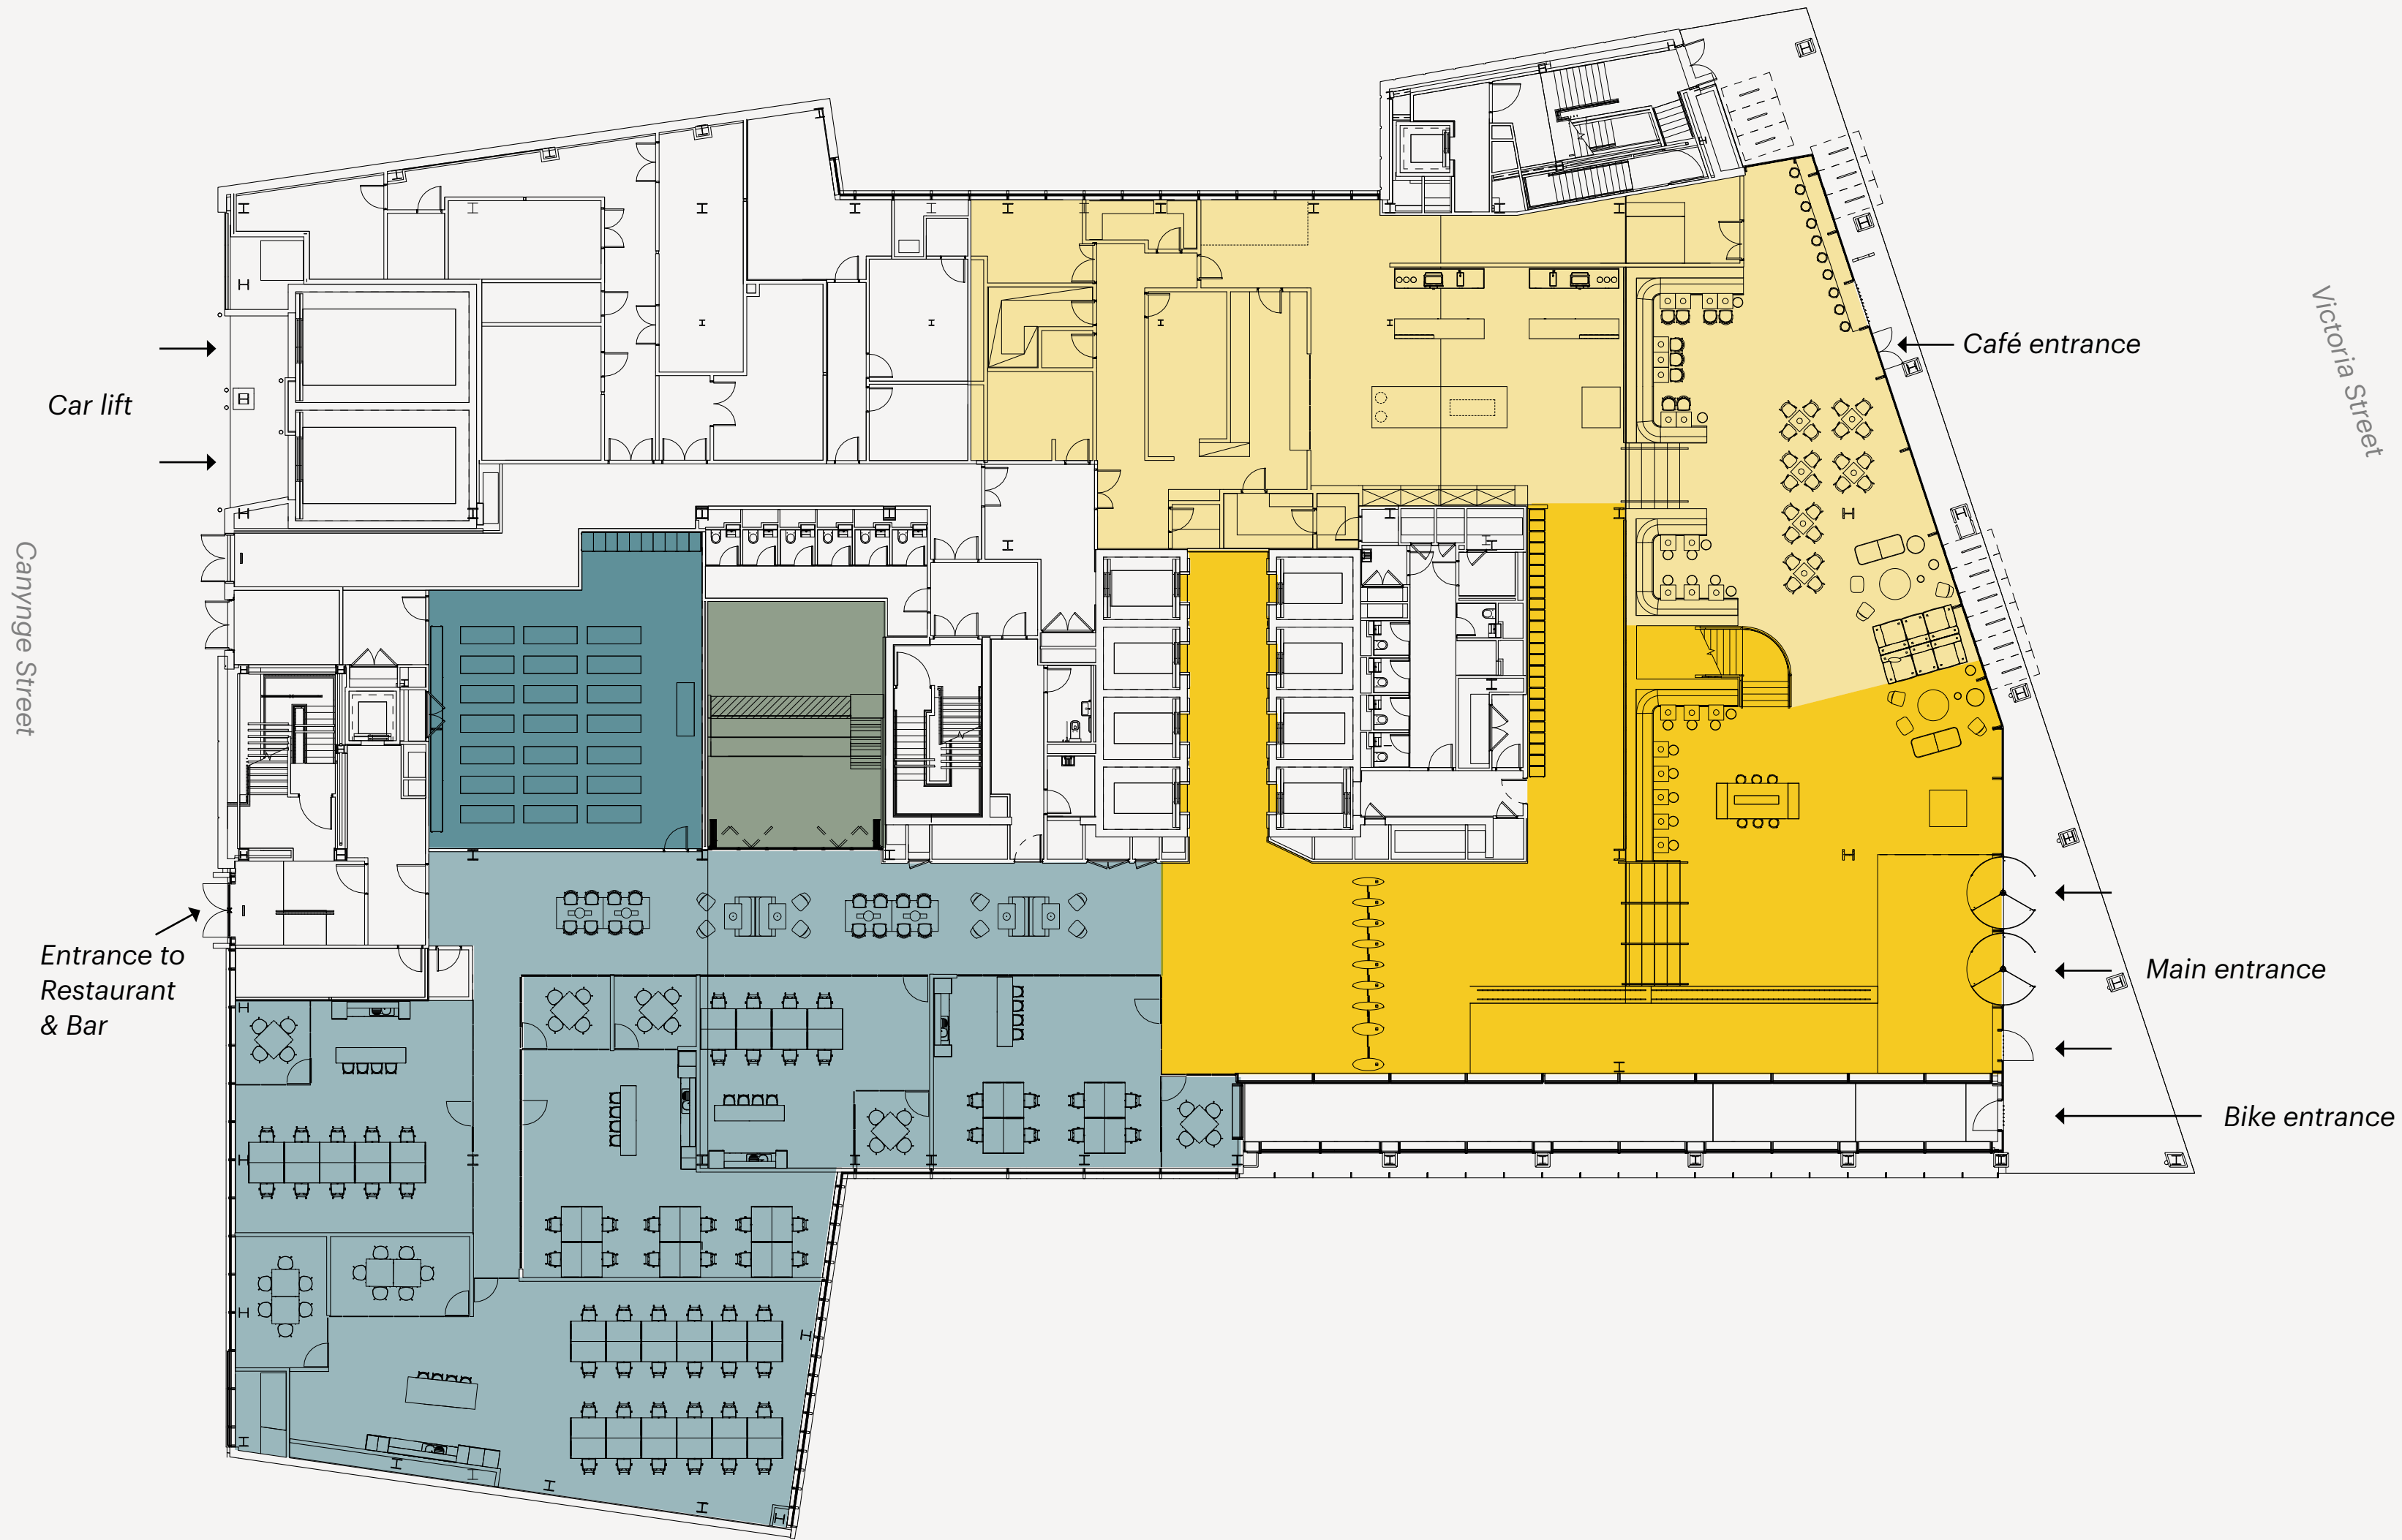 Victoria Street
Café entrance
Car lift
Canynge Street
Entrance to
Restaurant
& Bar
Main entrance
Bike entrance